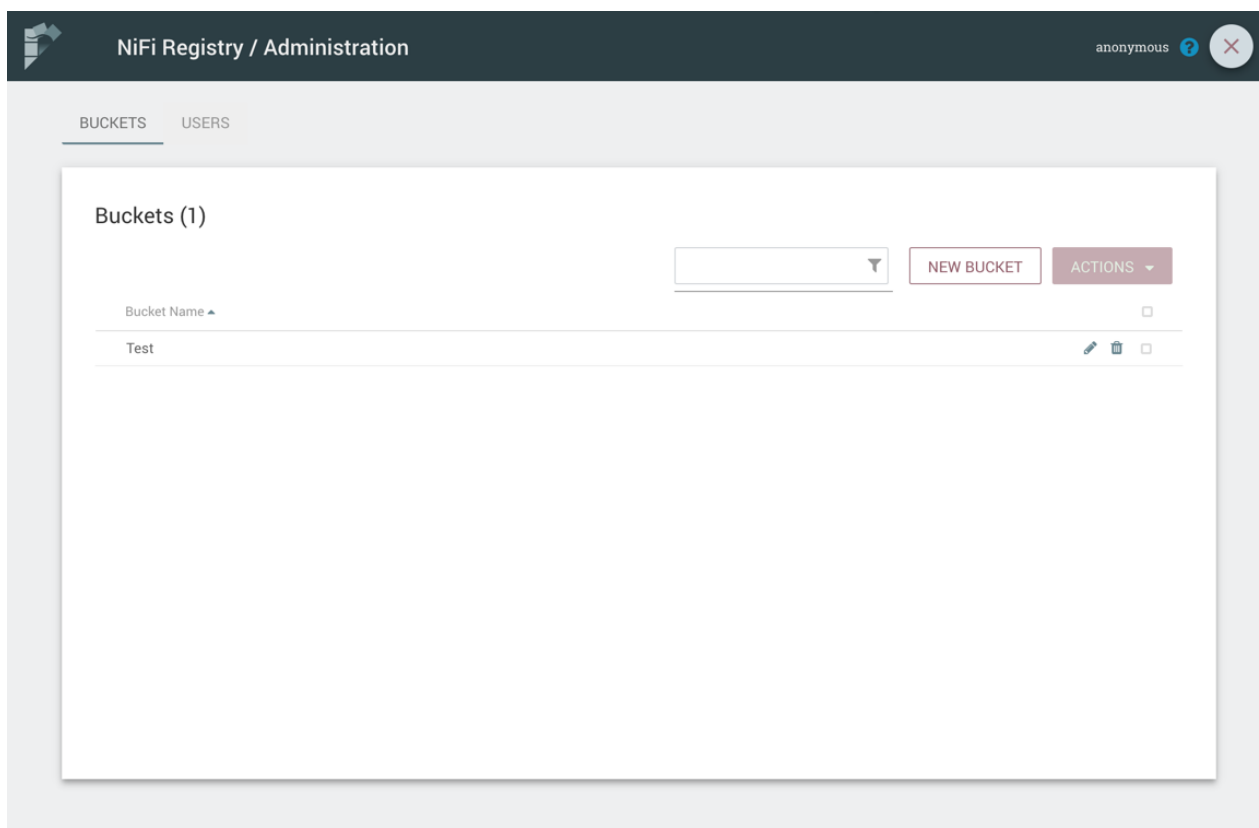 NiFi Registry / Administration
anonymous ?
BUCKETS USERS
Buckets (1)
NEW BUCKET ACTIONS
Bucket Name
Test